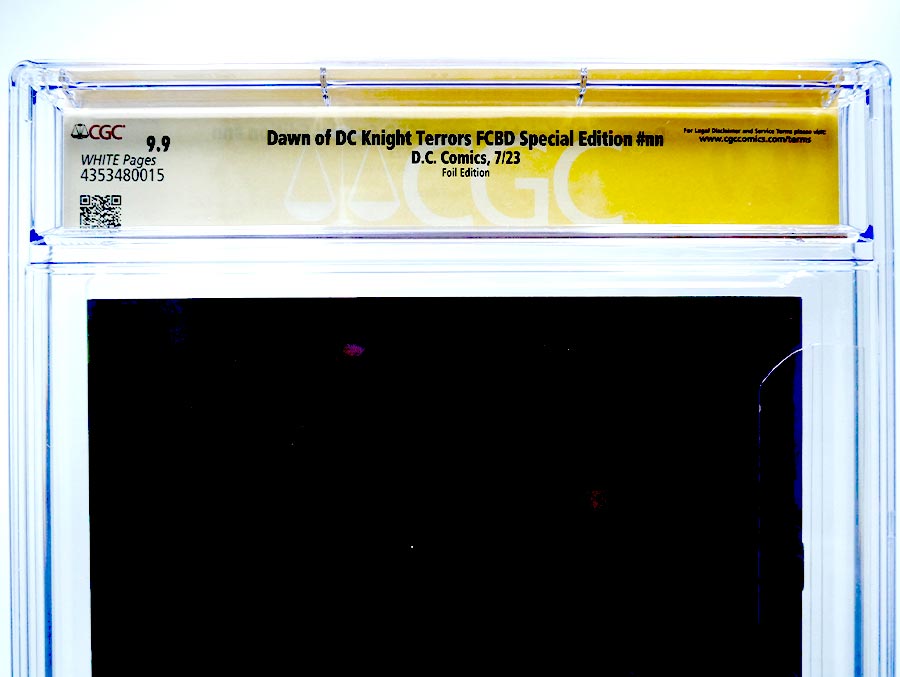 CGC
9.9
WHITE Pages
4353480015
Dawn of DC Knight Terrors FCBD Special Edition #nn
D.C. Comics, 7/23
Foil Edition
For Legal Disclaimer and Service Terms please visit:
www.cgccomics.com/terms
CGC